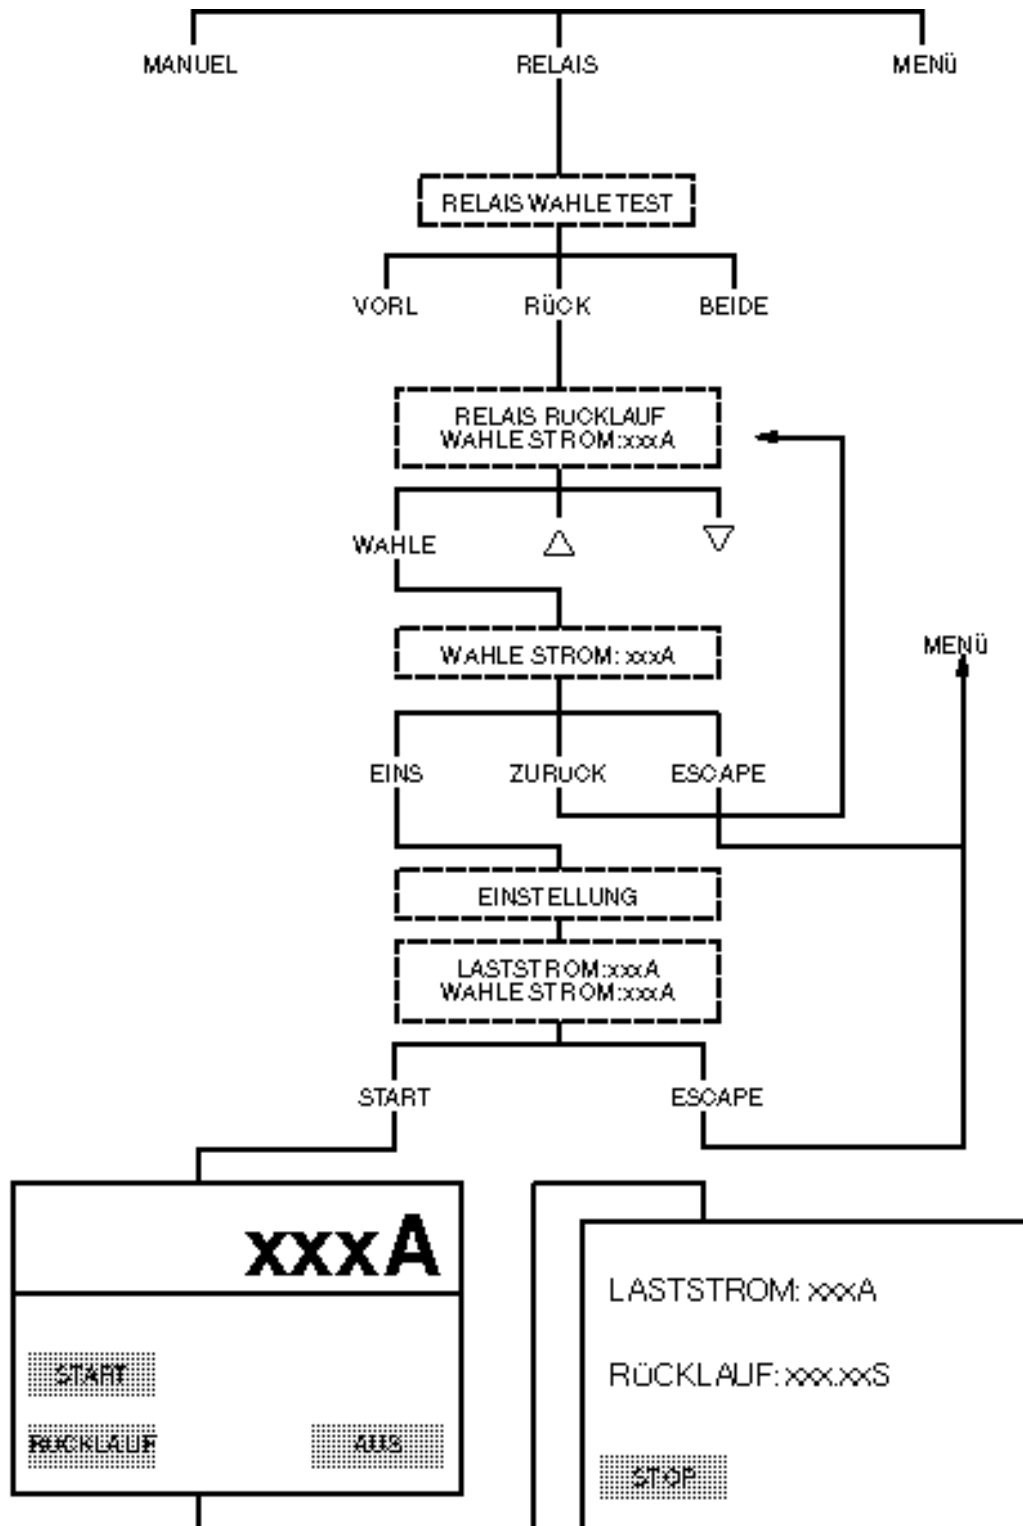 MANUEL
RELAIS
MENÜ
RELAIS WAHLE TEST
VORL
RÜCK
BEIDE
RELAIS RUCKLAUF
WAHLE STROM:xxxA
WAHLE
WAHLE STROM: xxxA
MENÜ
EINS
ZURUCK
ESCAPE
EINSTELLUNG
LASTSTROM:xxxA
WAHLE STROM:xxxA
START
ESCAPE
xxxA
LASTSTROM: xxxA
RÜCKLAUF: xxx.xxS
START
RUCKLAUF
AUS
STOP